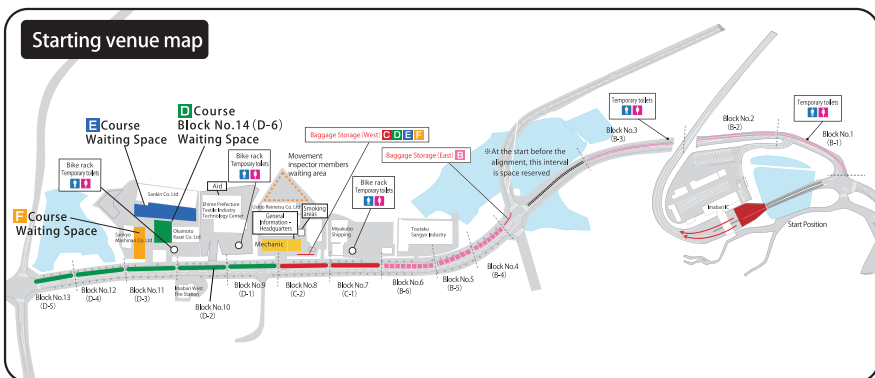 Starting venue map
E Course
Waiting Space
D Course
Block No.14 (D-6)
Waiting Space
F Course
Waiting Space
Bike rack
Temporary toilets
Sankin Co. Ltd
Aid
Ehime Prefecture
Textile Industry
Technology Center
Bike rack
Temporary toilets
Movement
inspector members
waiting area
Baggage Storage (West) C D E F
Baggage Storage (East) B
Okamoto
Kasei Co. Ltd
General
Information・
Headquarters
Smoking
areas
Mechanic
Miyakubo
Shipping
Bike rack
Temporary toilets
Toutaku
Sangyo Industry
※At the start before the
alignment, this interval
is space reserved
Temporary toilets
Temporary toilets
Block No.3
(B-3)
Block No.2
(B-2)
Block No.1
(B-1)
Inabari IC
Start Position
Block No.13
(D-5)
Block No.12
(D-4)
Block No.11
(D-3)
Imabari West
Fire Station
Block No.10
(D-2)
Block No.9
(D-1)
Block No.8
(C-2)
Block No.7
(C-1)
Block No.6
(B-6)
Block No.5
(B-5)
Block No.4
(B-4)